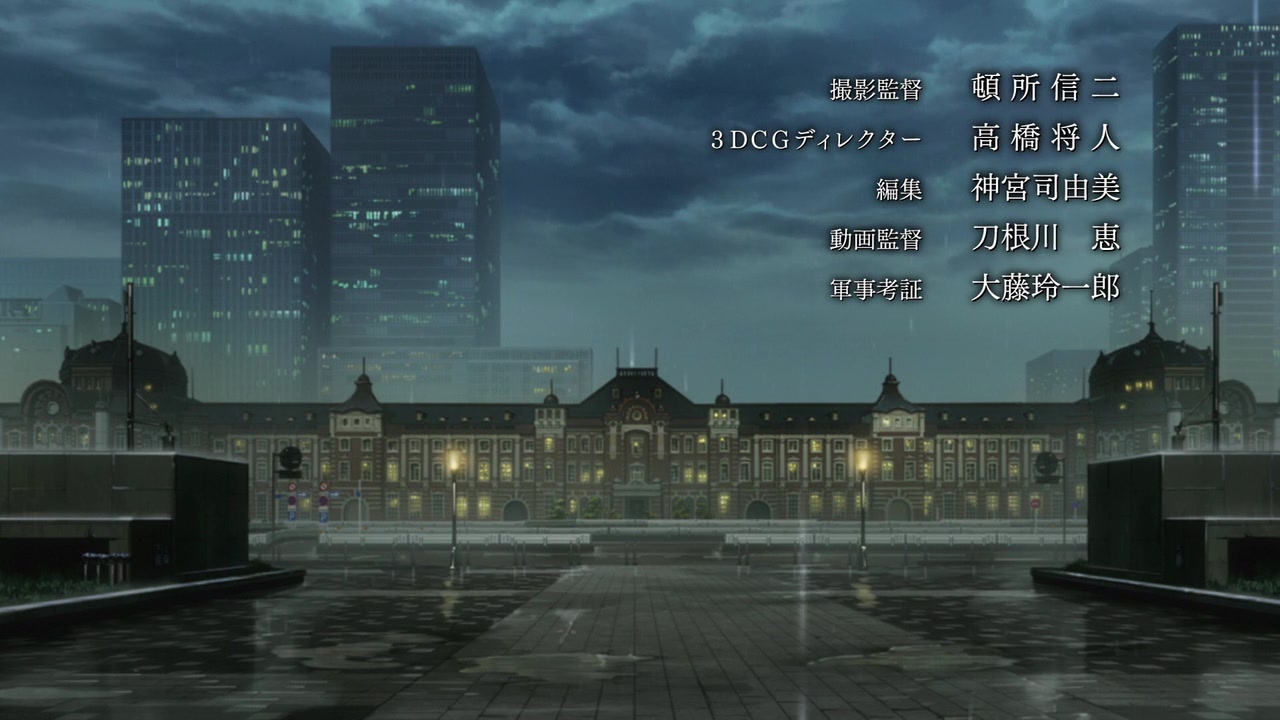 撮影監督 頓所信二
3DCGディレクター 高橋将人
編集 神宮司由美
動画監督 刀根川 恵
軍事考証 大藤玲一郎